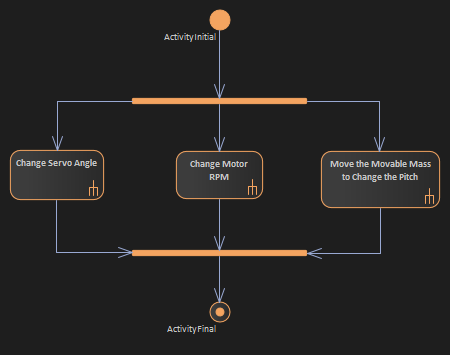 ActivityInitial
Change Servo Angle
Change Motor
RPM
Move the Movable Mass
to Change the Pitch
ActivityFinal